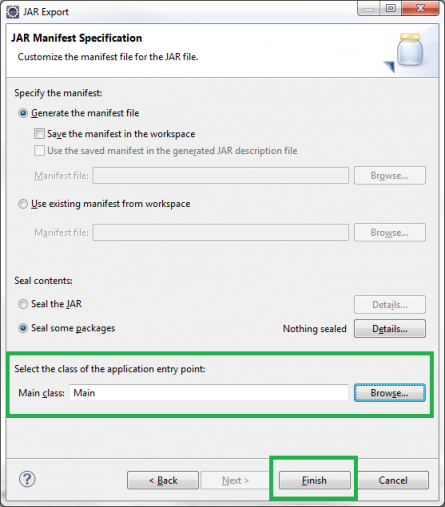 JAR Export
JAR Manifest Specification
Customize the manifest file for the JAR file.
Specify the manifest:
Generate the manifest file
Save the manifest in the workspace
Use the saved manifest in the generated JAR description file
Manifest file: Browse...
Use existing manifest from workspace
Manifest file: Browse...
Seal contents:
Seal the JAR Details...
Seal some packages Nothing sealed Details...
Select the class of the application entry point:
Main class: Main Browse...
? < Back Next > Finish Cancel